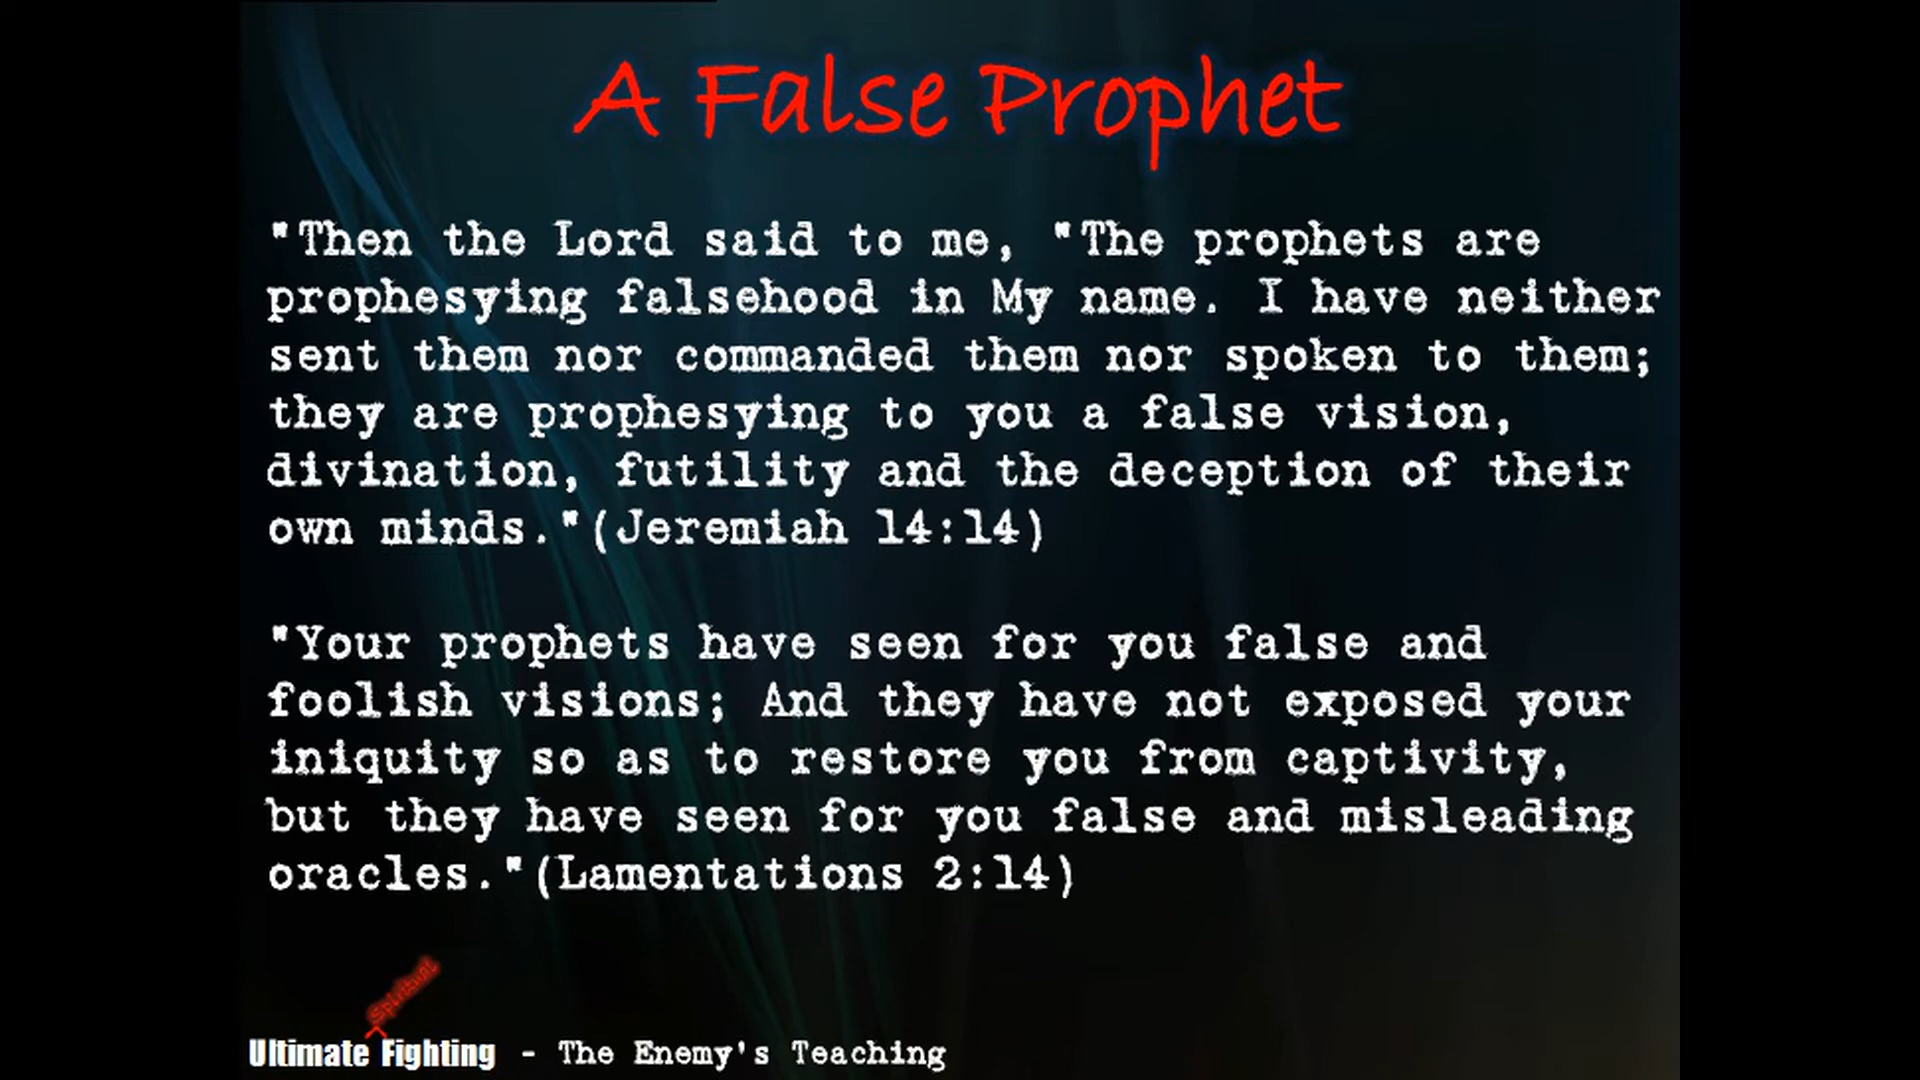 A False Prophet
"Then the Lord said to me, "The prophets are
prophesying falsehood in My name. I have neither
sent them nor commanded them nor spoken to them;
they are prophesying to you a false vision,
divination, futility and the deception of their
own minds."(Jeremiah 14:14)
"Your prophets have seen for you false and
foolish visions; And they have not exposed your
iniquity so as to restore you from captivity,
but they have seen for you false and misleading
oracles."(Lamentations 2:14)
Spiritual
Ultimate ^ Fighting - The Enemy's Teaching